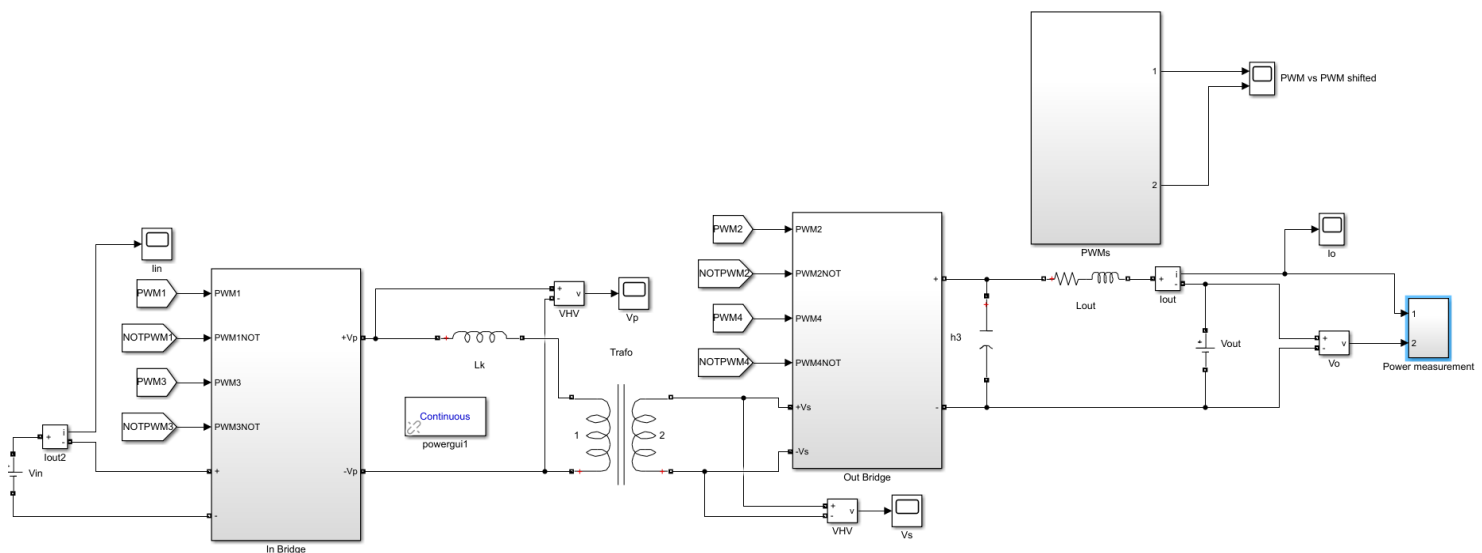 1
PWM vs PWM shifted
2
PWMs
Iin
PWM1
PWM1
NOTPWM1
PWM1NOT
PWM3
PWM3
NOTPWM3
PWM3NOT
+
-
+Vp
-Vp
In Bridge
Vin
+
i
-
Iout2
+
-
v
VHV
Vp
Lk
Continuous
powergui1
Trafo
1
2
PWM2
PWM2
NOTPWM2
PWM2NOT
PWM4
PWM4
NOTPWM4
PWM4NOT
+Vs
-Vs
+
-
Out Bridge
+
-
v
VHV
Vs
h3
Lout
+
i
-
Iout
Io
Vout
+
-
v
Vo
1
2
Power measurement